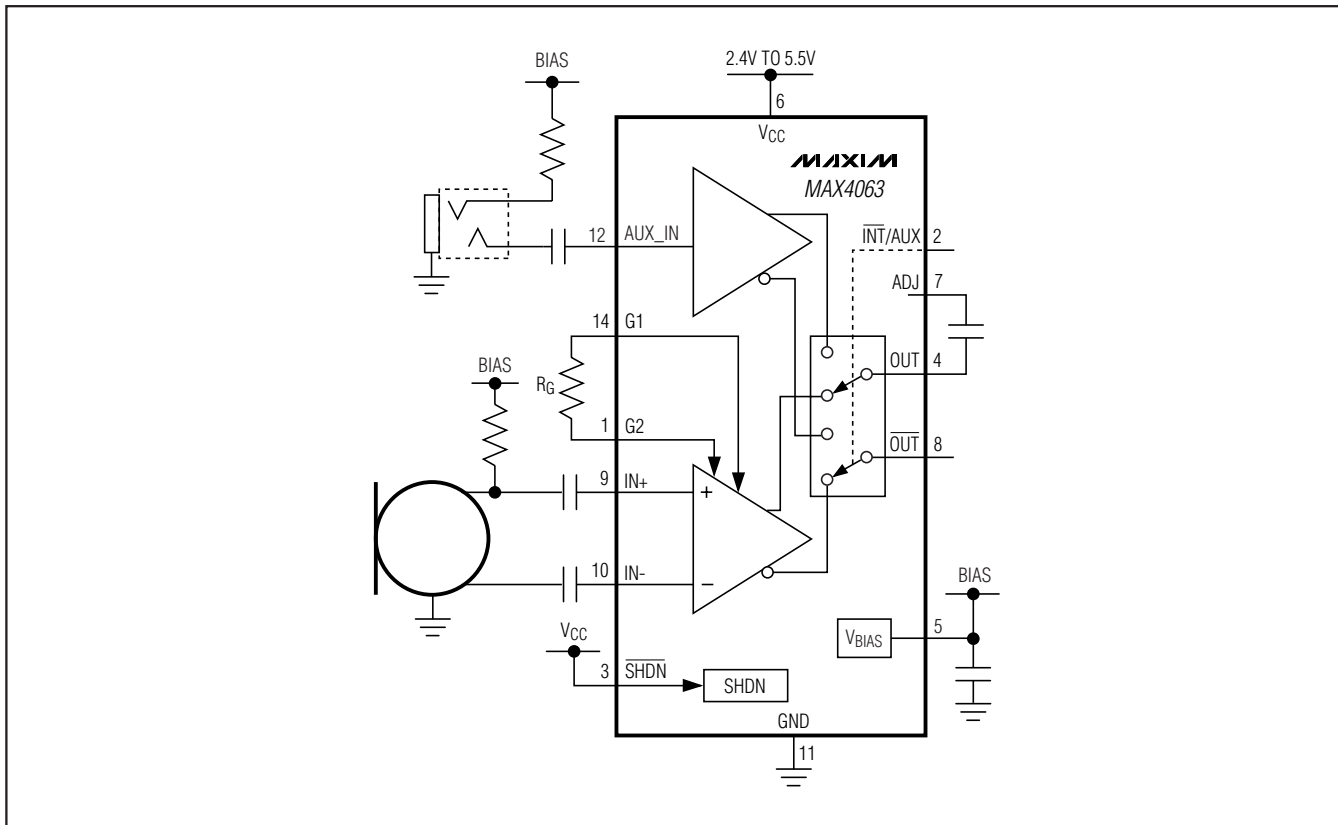 BIAS
2.4V TO 5.5V
6
VCC
MAXIM
MAX4063
12
AUX_IN
INT/AUX
2
ADJ
7
14
G1
BIAS
RG
OUT
4
1
G2
OUT
8
9
IN+
+
10
IN-
−
BIAS
VCC
VBIAS
5
3
SHDN
SHDN
GND
11